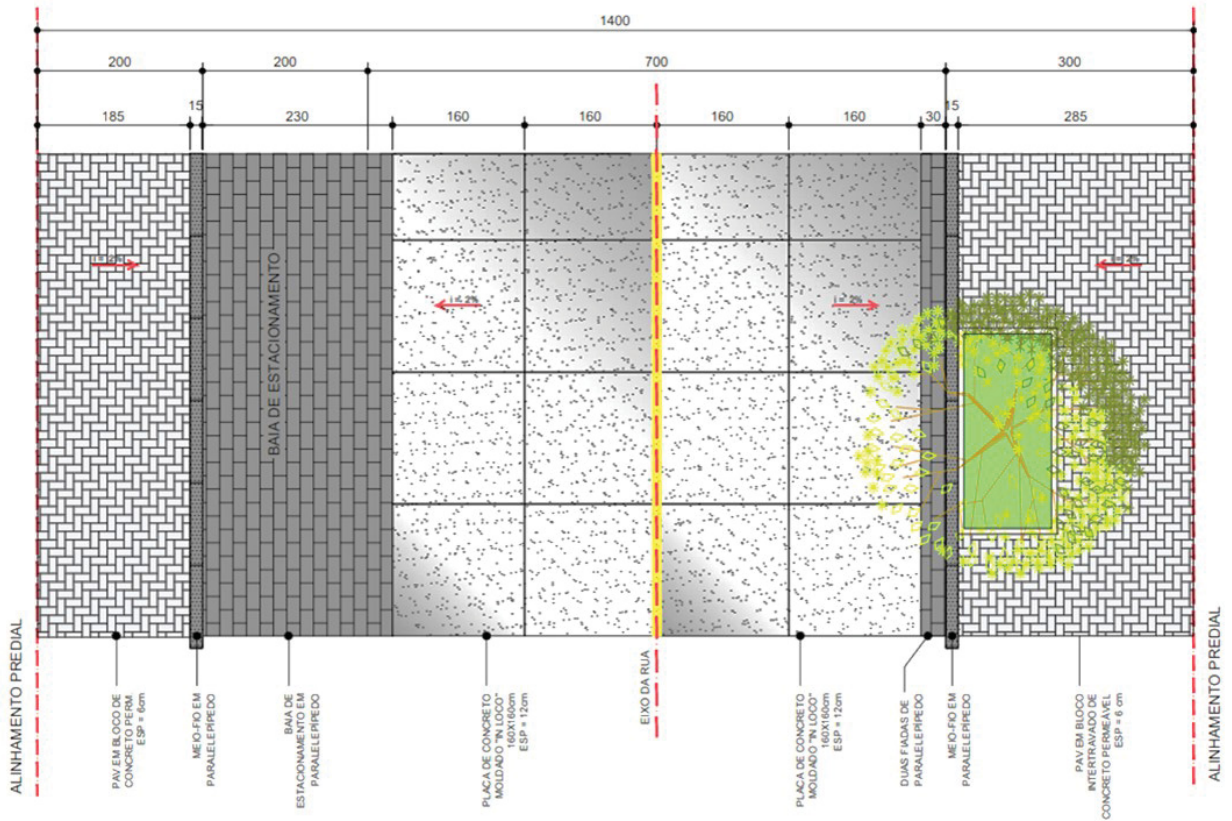 1400
200
200
700
300
185
15
230
160
160
160
160
30
15
285
i = 2%
i = 2%
i = 2%
i = 2%
BAIA DE ESTACIONAMENTO
ALINHAMENTO PREDIAL
PAV.EM BLOCO DE
CONCRETO PERM.
ESP = 6cm
MEIO-FIO EM
PARALELEPÍPEDO
BAIA DE
ESTACIONAMENTO EM
PARALELEPÍPEDO
PLACA DE CONCRETO
MOLDADO "IN LOCO"
160X160cm
ESP = 12cm
EIXO DA RUA
PLACA DE CONCRETO
MOLDADO "IN LOCO"
160X160cm
ESP = 12cm
DUAS FIADAS DE
PARALELEPÍPEDO
MEIO-FIO EM
PARALELEPÍPEDO
PAV.EM BLOCO
INTERTRAVADO DE
CONCRETO PERMEÁVEL
ESP = 6 cm
ALINHAMENTO PREDIAL